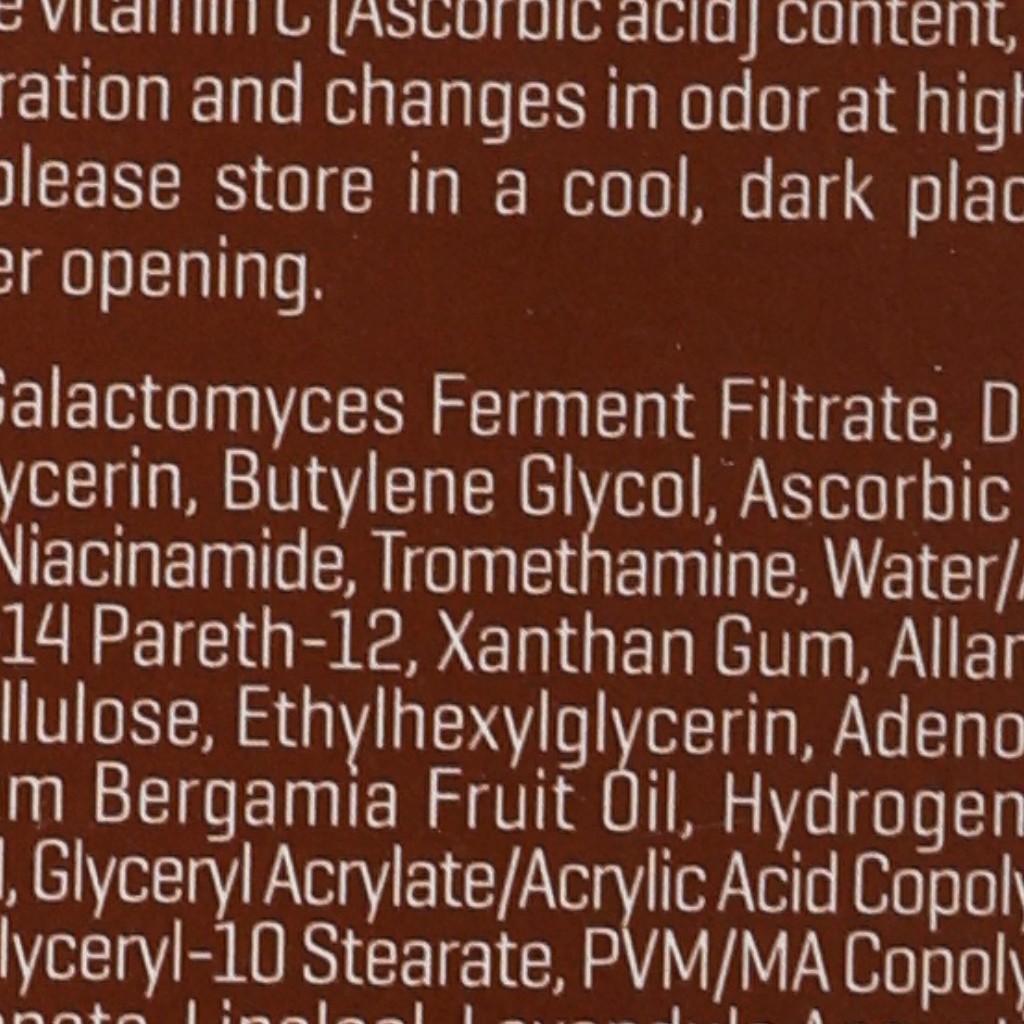 e vitamin C (Ascorbic acid) content,
ration and changes in odor at high
please store in a cool, dark plac
er opening.
Galactomyces Ferment Filtrate, D
ycerin, Butylene Glycol, Ascorbic
Niacinamide, Tromethamine, Water/
14 Pareth-12, Xanthan Gum, Allan
llulose, Ethylhexylglycerin, Adeno
m Bergamia Fruit Oil, Hydrogen
l, Glyceryl Acrylate/Acrylic Acid Copoly
lyceryl-10 Stearate, PVM/MA Copoly
Linalool,